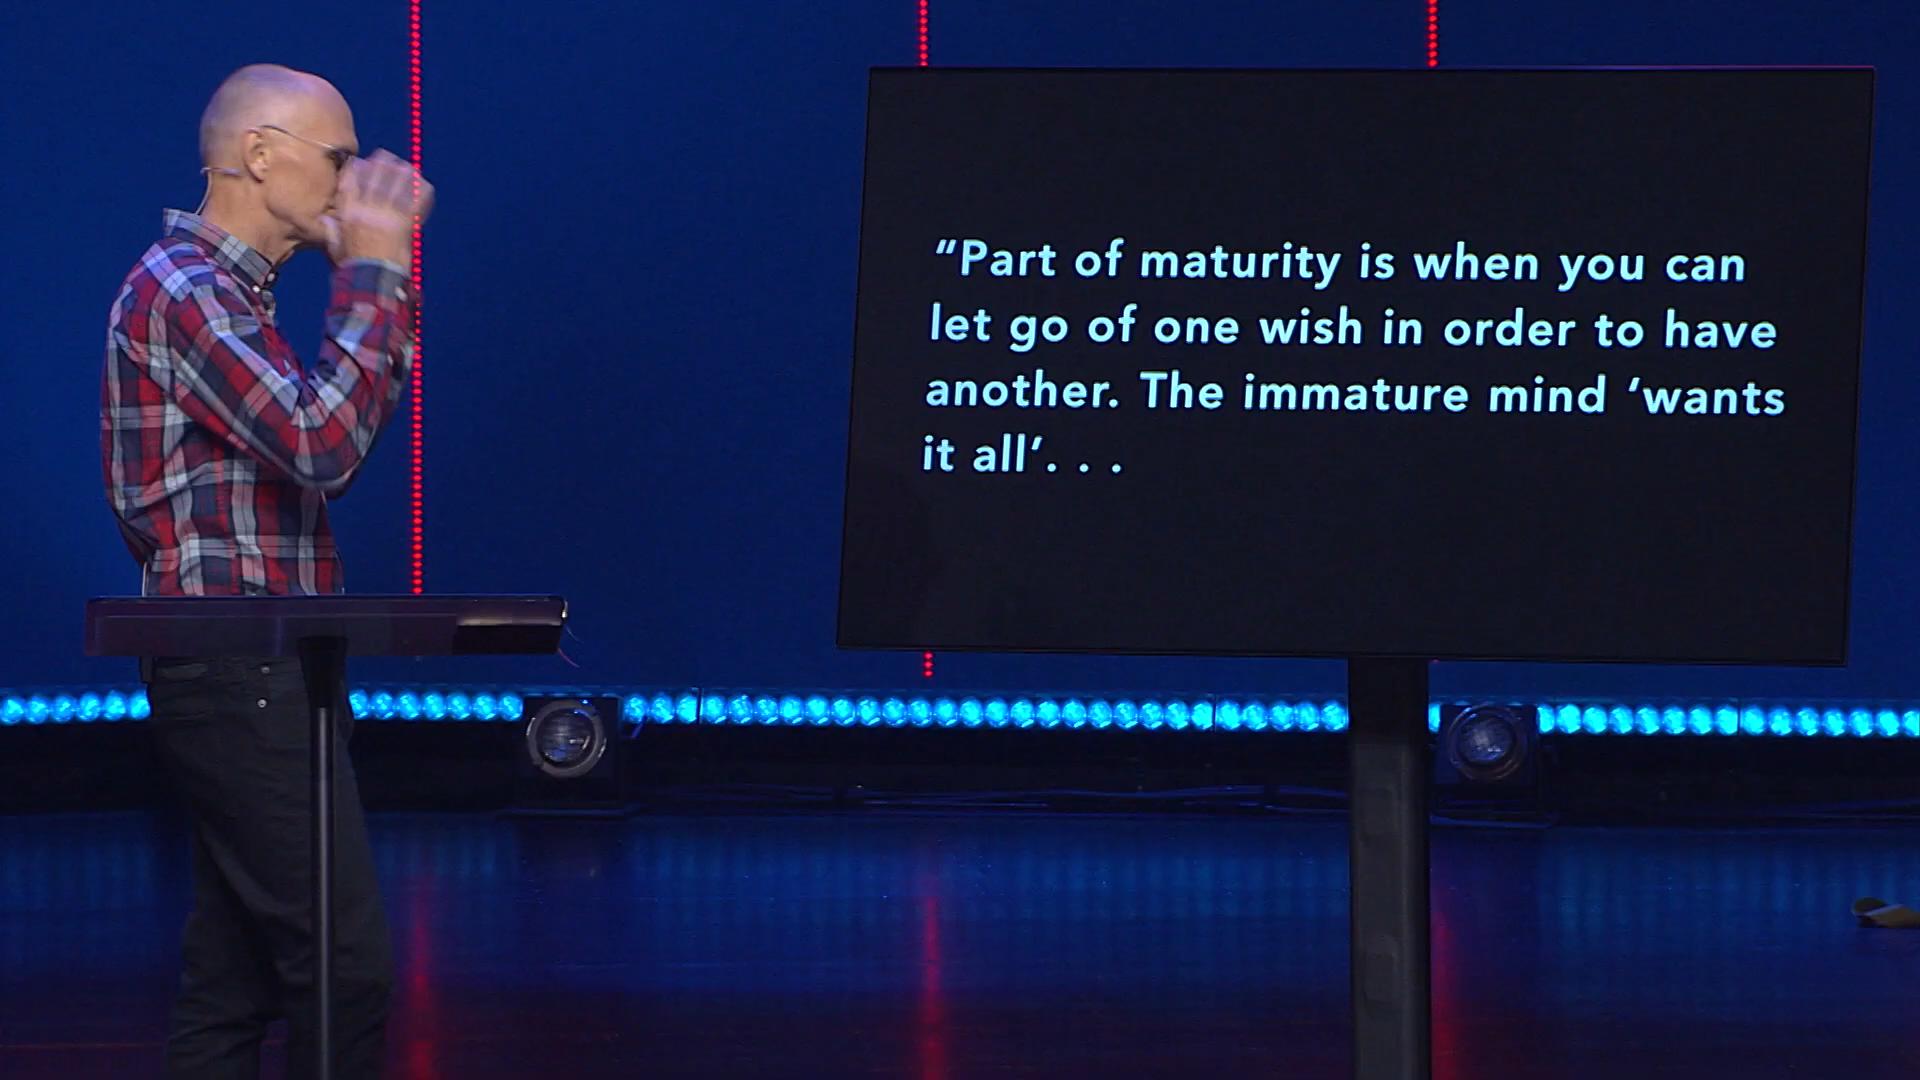 “Part of maturity is when you can
let go of one wish in order to have
another. The immature mind ‘wants
it all’. . .